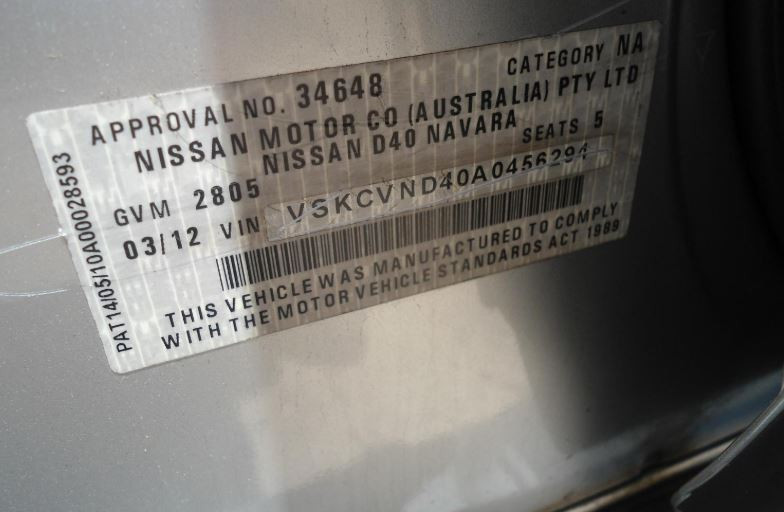 APPROVAL NO. 34648 CATEGORY NA
NISSAN MOTOR CO (AUSTRALIA) PTY LTD
NISSAN D40 NAVARA
GVM 2805 SEATS 5
03/12 VIN VSKCVND40A0456294
THIS VEHICLE WAS MANUFACTURED TO COMPLY
WITH THE MOTOR VEHICLE STANDARDS ACT 1989
PAT14/05/10A00028593